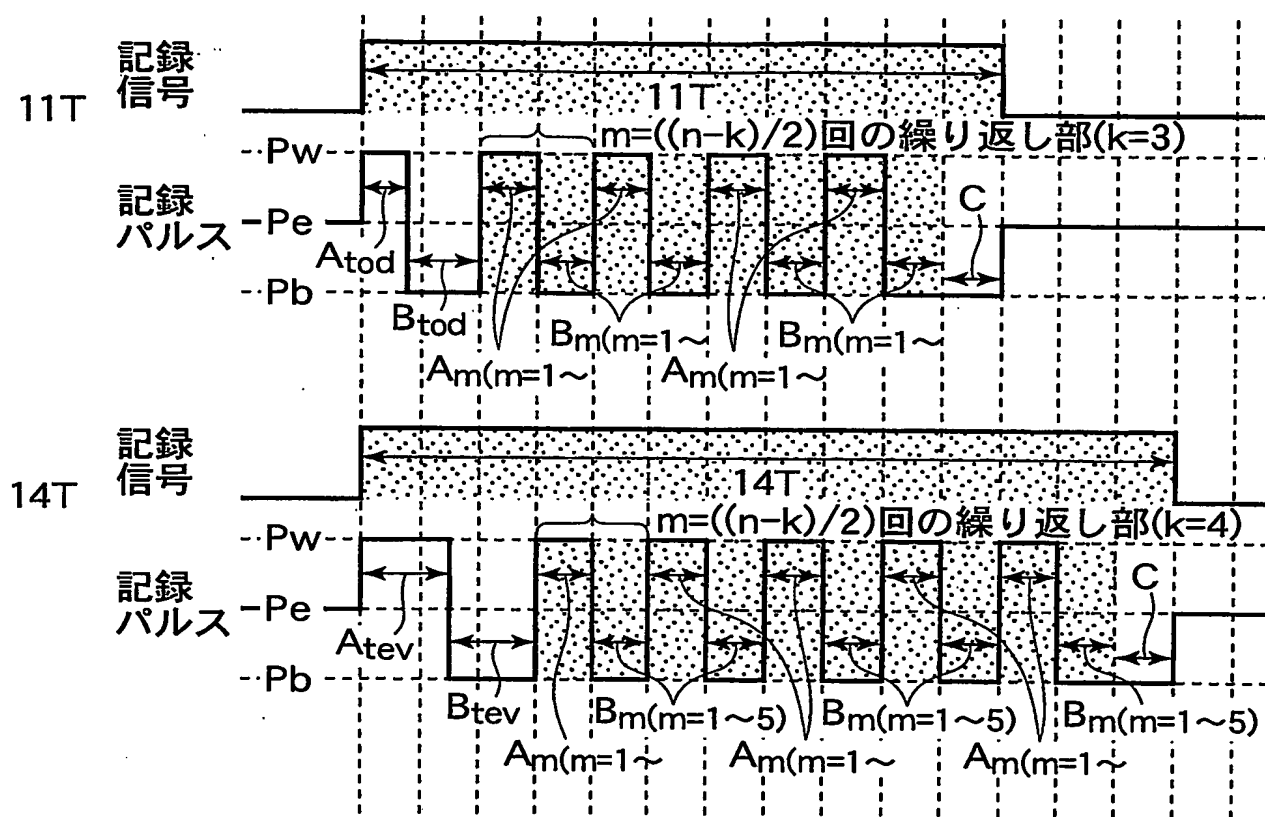 記録
信号
11T
11T
m=((n-k)/2)回の繰り返し部(k=3)
Pw
記録
パルス
Pe
Pb
C
Atod
Btod
Bm(m=1～
Bm(m=1～
Am(m=1～
Am(m=1～
記録
信号
14T
14T
m=((n-k)/2)回の繰り返し部(k=4)
Pw
記録
パルス
Pe
Pb
C
Atev
Btev
Bm(m=1～5)
Bm(m=1～5)
Bm(m=1～5)
Am(m=1～
Am(m=1～
Am(m=1～